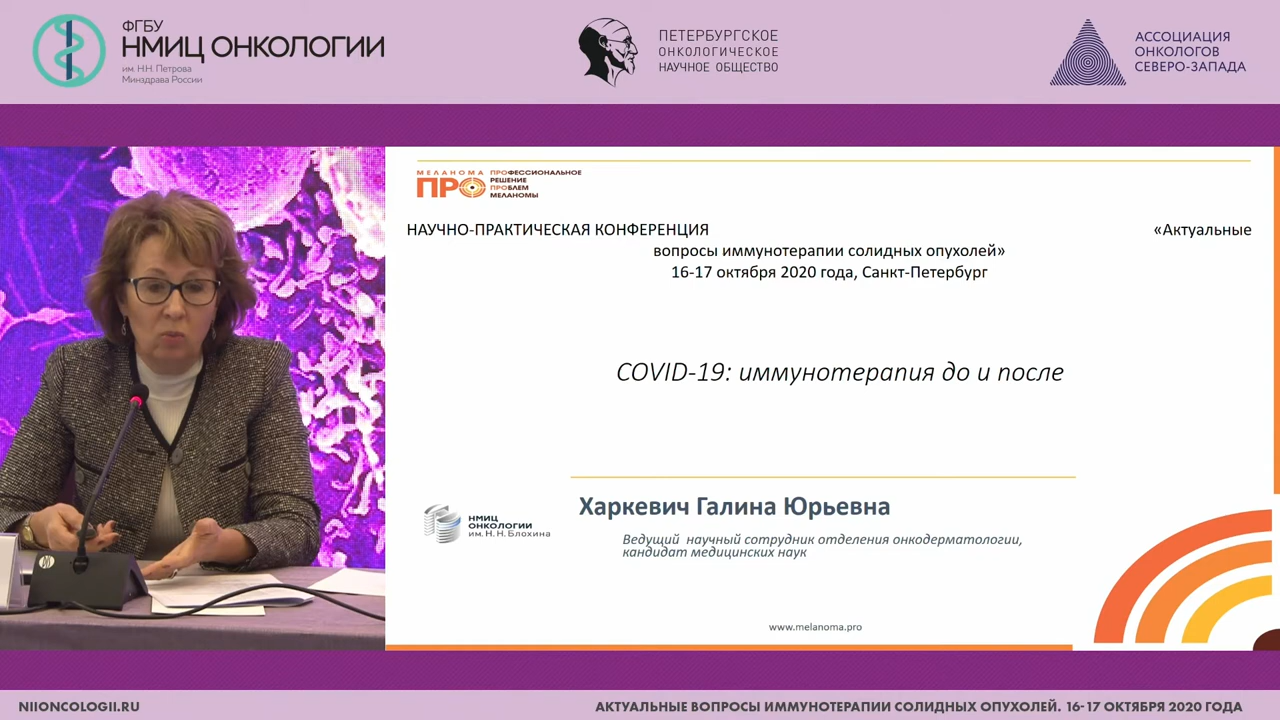 ФГБУ
НМИЦ ОНКОЛОГИИ
им. Н.Н. Петрова
Минздрава России
ПЕТЕРБУРГСКОЕ
ОНКОЛОГИЧЕСКОЕ
НАУЧНОЕ ОБЩЕСТВО
АССОЦИАЦИЯ
ОНКОЛОГОВ
СЕВЕРО-ЗАПАДА
МЕЛАНОМА
ПРО
ПРОФЕССИОНАЛЬНОЕ
РЕШЕНИЕ
ПРОБЛЕМ
МЕЛАНОМЫ
НАУЧНО-ПРАКТИЧЕСКАЯ КОНФЕРЕНЦИЯ «Актуальные
вопросы иммунотерапии солидных опухолей»
16-17 октября 2020 года, Санкт-Петербург
COVID-19: иммунотерапия до и после
Харкевич Галина Юрьевна
НМИЦ
ОНКОЛОГИИ
им. Н. Н. Блохина
Ведущий научный сотрудник отделения онкодерматологии,
кандидат медицинских наук
www.melanoma.pro
NIIONCOLOGII.RU
АКТУАЛЬНЫЕ ВОПРОСЫ ИММУНОТЕРАПИИ СОЛИДНЫХ ОПУХОЛЕЙ. 16-17 ОКТЯБРЯ 2020 ГОДА